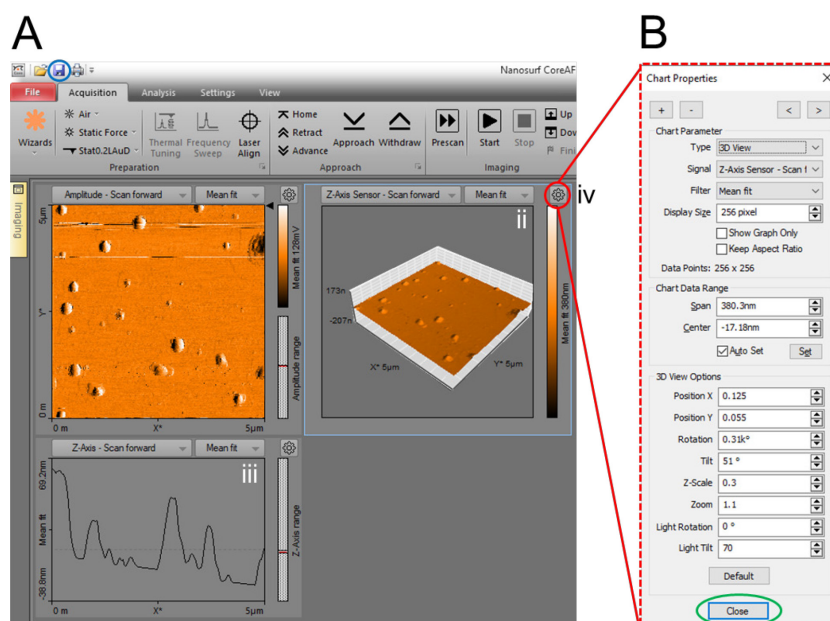 A
B
Nanosurf CoreAF
File Acquisition Analysis Settings View
Wizards
Air
Static Force
Stat0.2LAuD
Thermal Tuning
Frequency Sweep
Laser Align
Preparation
Home
Retract
Advance
Approach
Withdraw
Approach
Prescan
Start
Stop
Up
Dow
Fini
Imaging
Imaging
Amplitude - Scan forward
Mean fit
5µm
Y*
0 m
0 m X* 5µm
Mean fit 128mV
Amplitude range
Z-Axis Sensor - Scan forward
Mean fit
iv
ii
173n
-207n
X* 5µm
Y* 5µm
Mean fit 380nm
Z-Axis - Scan forward
Mean fit
iii
69.2nm
Mean fit
-38.8nm
0 m X* 5µm
Z-Axis range
Chart Properties
+ - < >
Chart Parameter
Type 3D View
Signal Z-Axis Sensor - Scan f
Filter Mean fit
Display Size 256 pixel
Show Graph Only
Keep Aspect Ratio
Data Points: 256 x 256
Chart Data Range
Span 380.3nm
Center -17.18nm
Auto Set Set
3D View Options
Position X 0.125
Position Y 0.055
Rotation 0.31k°
Tilt 51 °
Z-Scale 0.3
Zoom 1.1
Light Rotation 0 °
Light Tilt 70
Default
Close